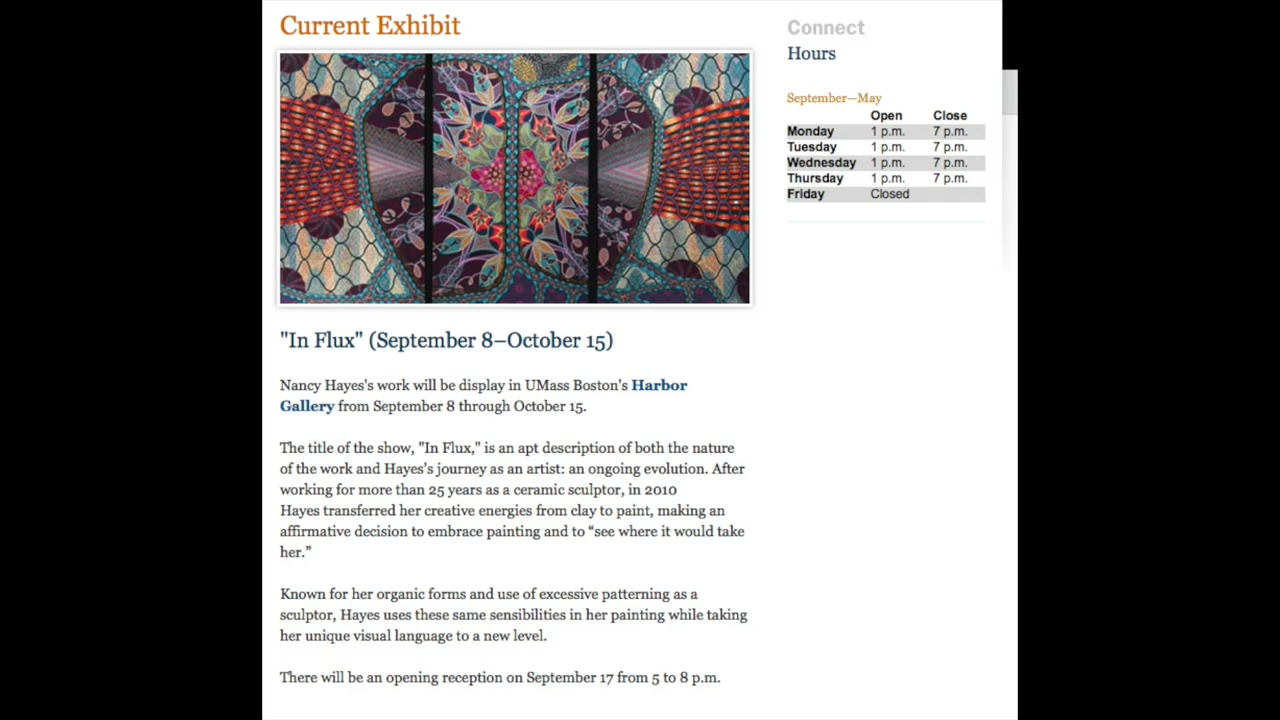 Current Exhibit
"In Flux" (September 8–October 15)
Nancy Hayes's work will be display in UMass Boston's Harbor
Gallery from September 8 through October 15.
The title of the show, "In Flux," is an apt description of both the nature
of the work and Hayes's journey as an artist: an ongoing evolution. After
working for more than 25 years as a ceramic sculptor, in 2010
Hayes transferred her creative energies from clay to paint, making an
affirmative decision to embrace painting and to “see where it would take
her.”
Known for her organic forms and use of excessive patterning as a
sculptor, Hayes uses these same sensibilities in her painting while taking
her unique visual language to a new level.
There will be an opening reception on September 17 from 5 to 8 p.m.
Connect
Hours
September—May
Open Close
Monday 1 p.m. 7 p.m.
Tuesday 1 p.m. 7 p.m.
Wednesday 1 p.m. 7 p.m.
Thursday 1 p.m. 7 p.m.
Friday Closed